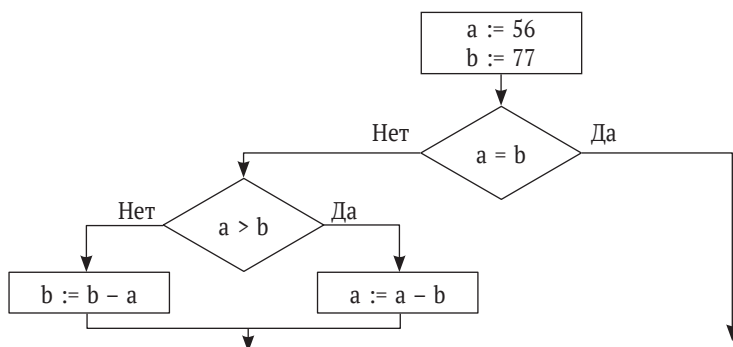 a := 56
b := 77
Нет
a = b
Да
Нет
a > b
Да
b := b – a
a := a – b